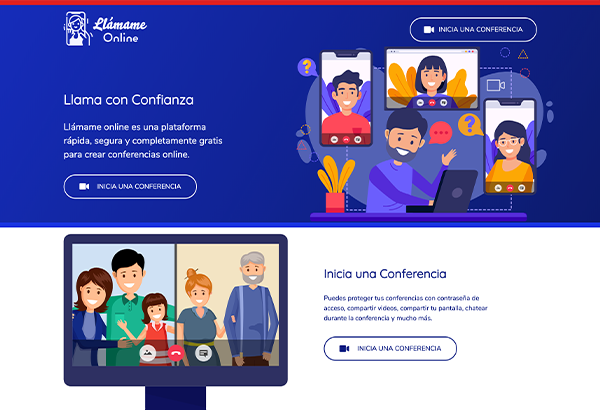 Llámame
Online
INICIA UNA CONFERENCIA
Llama con Confianza
Llámame online es una plataforma
rápida, segura y completamente gratis
para crear conferencias online.
INICIA UNA CONFERENCIA
?
?
Inicia una Conferencia
Puedes proteger tus conferencias con contraseña de
acceso, compartir videos, compartir tu pantalla, chatear
durante la conferencia y mucho más.
INICIA UNA CONFERENCIA